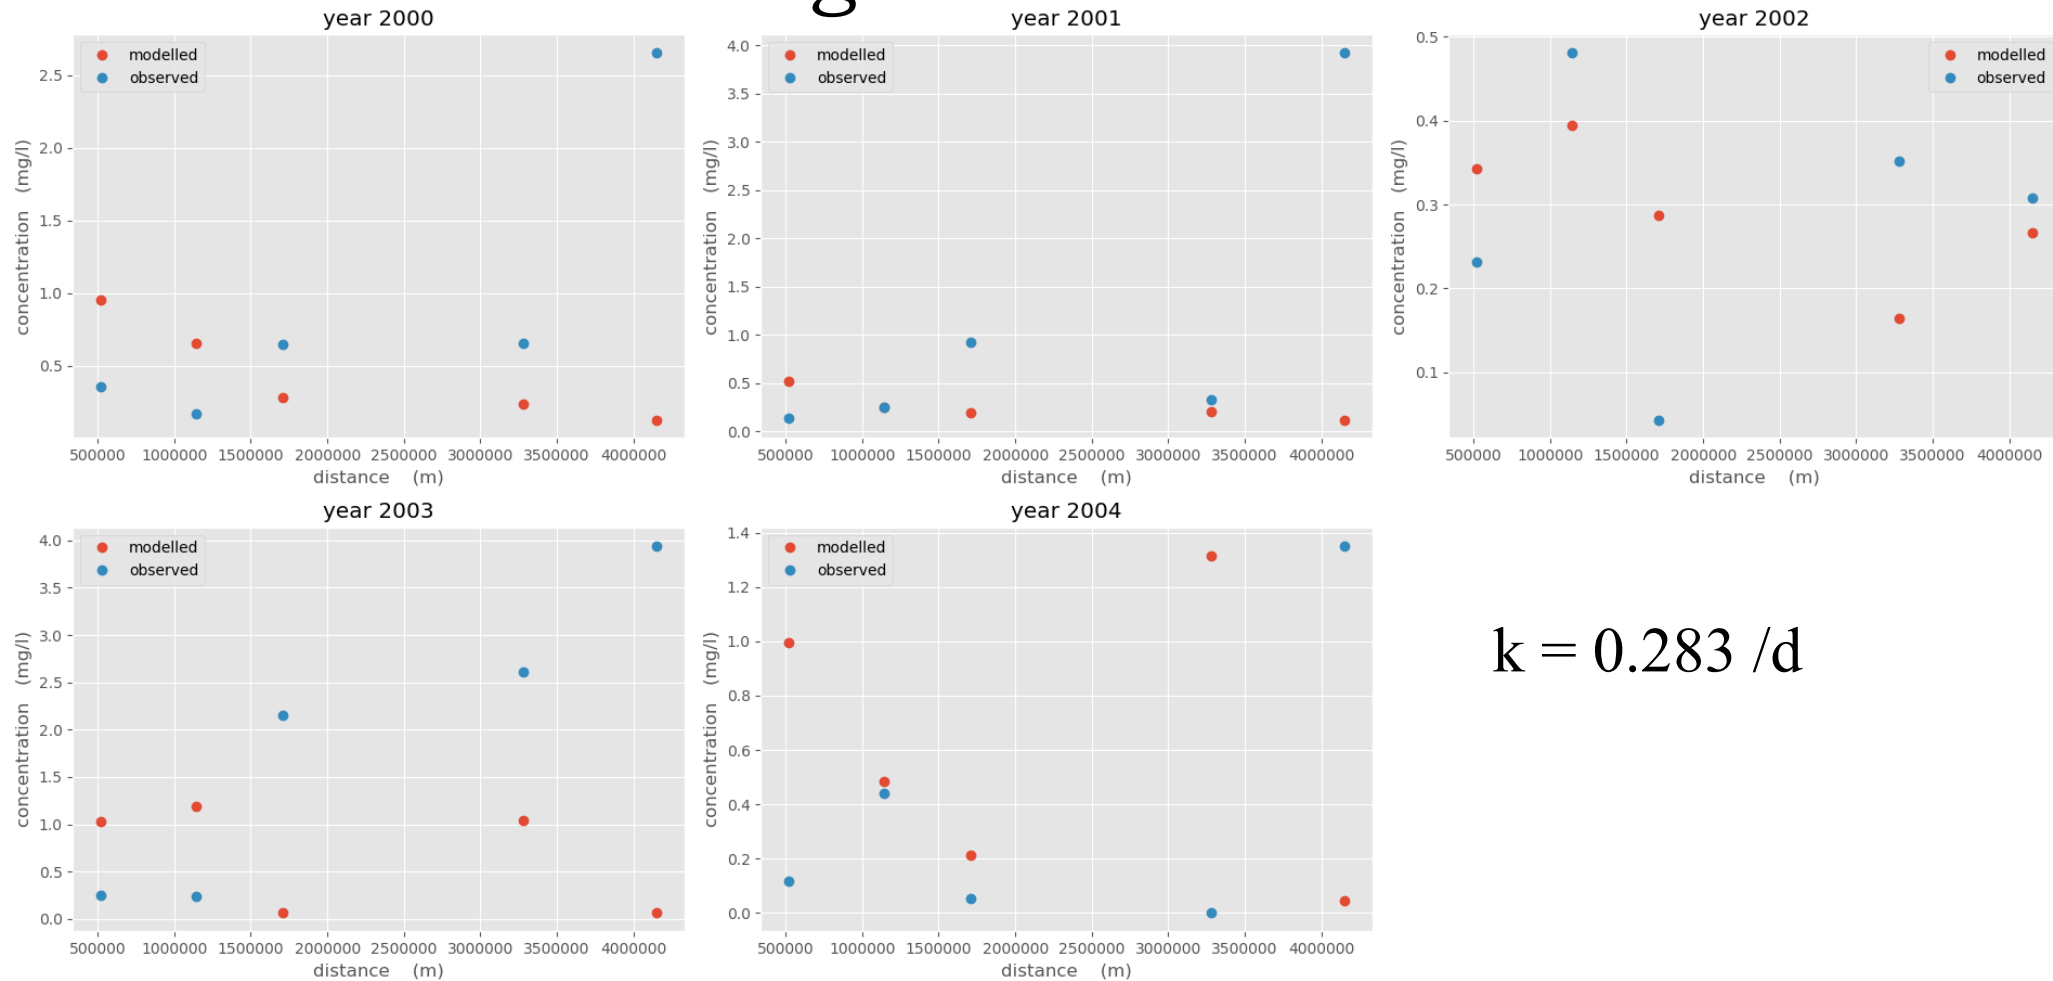 g
year 2000
modelled
observed
2.5
2.0
1.5
1.0
0.5
concentration (mg/l)
500000 1000000 1500000 2000000 2500000 3000000 3500000 4000000
distance (m)
year 2001
modelled
observed
4.0
3.5
3.0
2.5
2.0
1.5
1.0
0.5
0.0
concentration (mg/l)
500000 1000000 1500000 2000000 2500000 3000000 3500000 4000000
distance (m)
year 2002
modelled
observed
0.5
0.4
0.3
0.2
0.1
concentration (mg/l)
500000 1000000 1500000 2000000 2500000 3000000 3500000 4000000
distance (m)
year 2003
modelled
observed
4.0
3.5
3.0
2.5
2.0
1.5
1.0
0.5
0.0
concentration (mg/l)
500000 1000000 1500000 2000000 2500000 3000000 3500000 4000000
distance (m)
year 2004
modelled
observed
1.4
1.2
1.0
0.8
0.6
0.4
0.2
0.0
concentration (mg/l)
500000 1000000 1500000 2000000 2500000 3000000 3500000 4000000
distance (m)
k = 0.283 /d